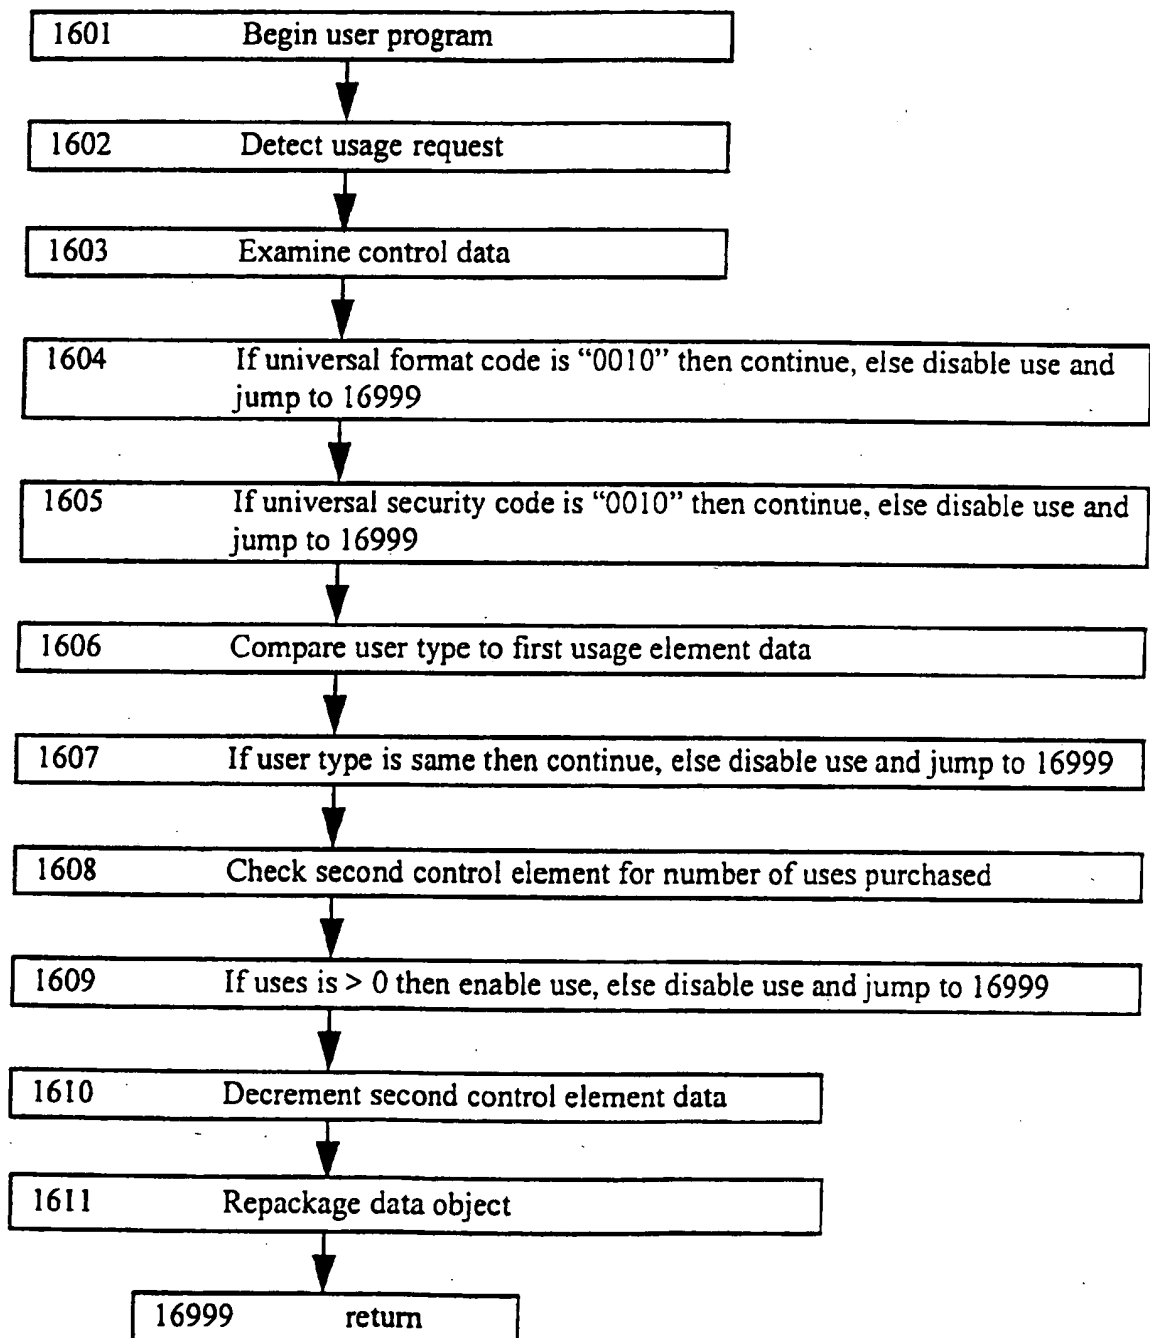 1601 Begin user program
1602 Detect usage request
1603 Examine control data
1604 If universal format code is “0010” then continue, else disable use and
jump to 16999
1605 If universal security code is “0010” then continue, else disable use and
jump to 16999
1606 Compare user type to first usage element data
1607 If user type is same then continue, else disable use and jump to 16999
1608 Check second control element for number of uses purchased
1609 If uses is > 0 then enable use, else disable use and jump to 16999
1610 Decrement second control element data
1611 Repackage data object
16999 return